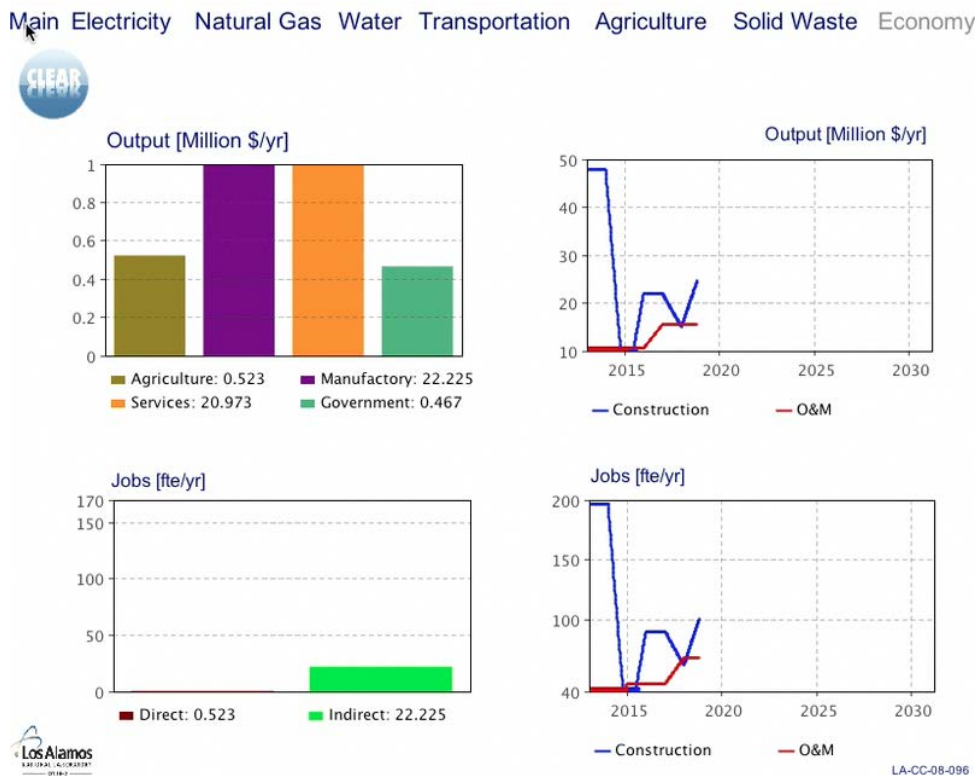 Main Electricity Natural Gas Water Transportation Agriculture Solid Waste Economy
CLEAR
Output [Million $/yr]
1
0.8
0.6
0.4
0.2
0
Agriculture: 0.523 Manufactory: 22.225
Services: 20.973 Government: 0.467
Output [Million $/yr]
50
40
30
20
10
2015 2020 2025 2030
Construction O&M
Jobs [fte/yr]
170
150
100
50
0
Direct: 0.523 Indirect: 22.225
Jobs [fte/yr]
200
150
100
40
2015 2020 2025 2030
Construction O&M
Los Alamos
NATIONAL LABORATORY
LA-CC-08-096